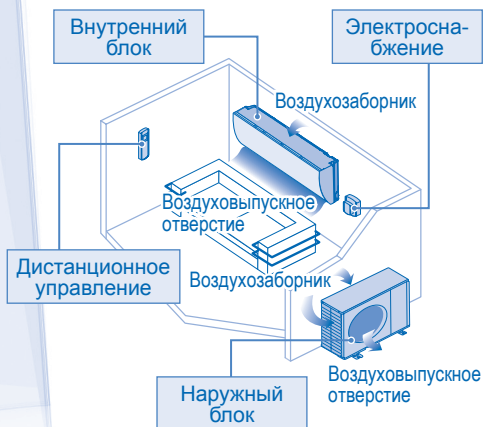 Внутренний
блок
Электросна-
бжение
Воздухозаборник
Воздуховыпускное
отверстие
Дистанционное
управление
Воздухозаборник
Воздуховыпускное
отверстие
Наружный
блок